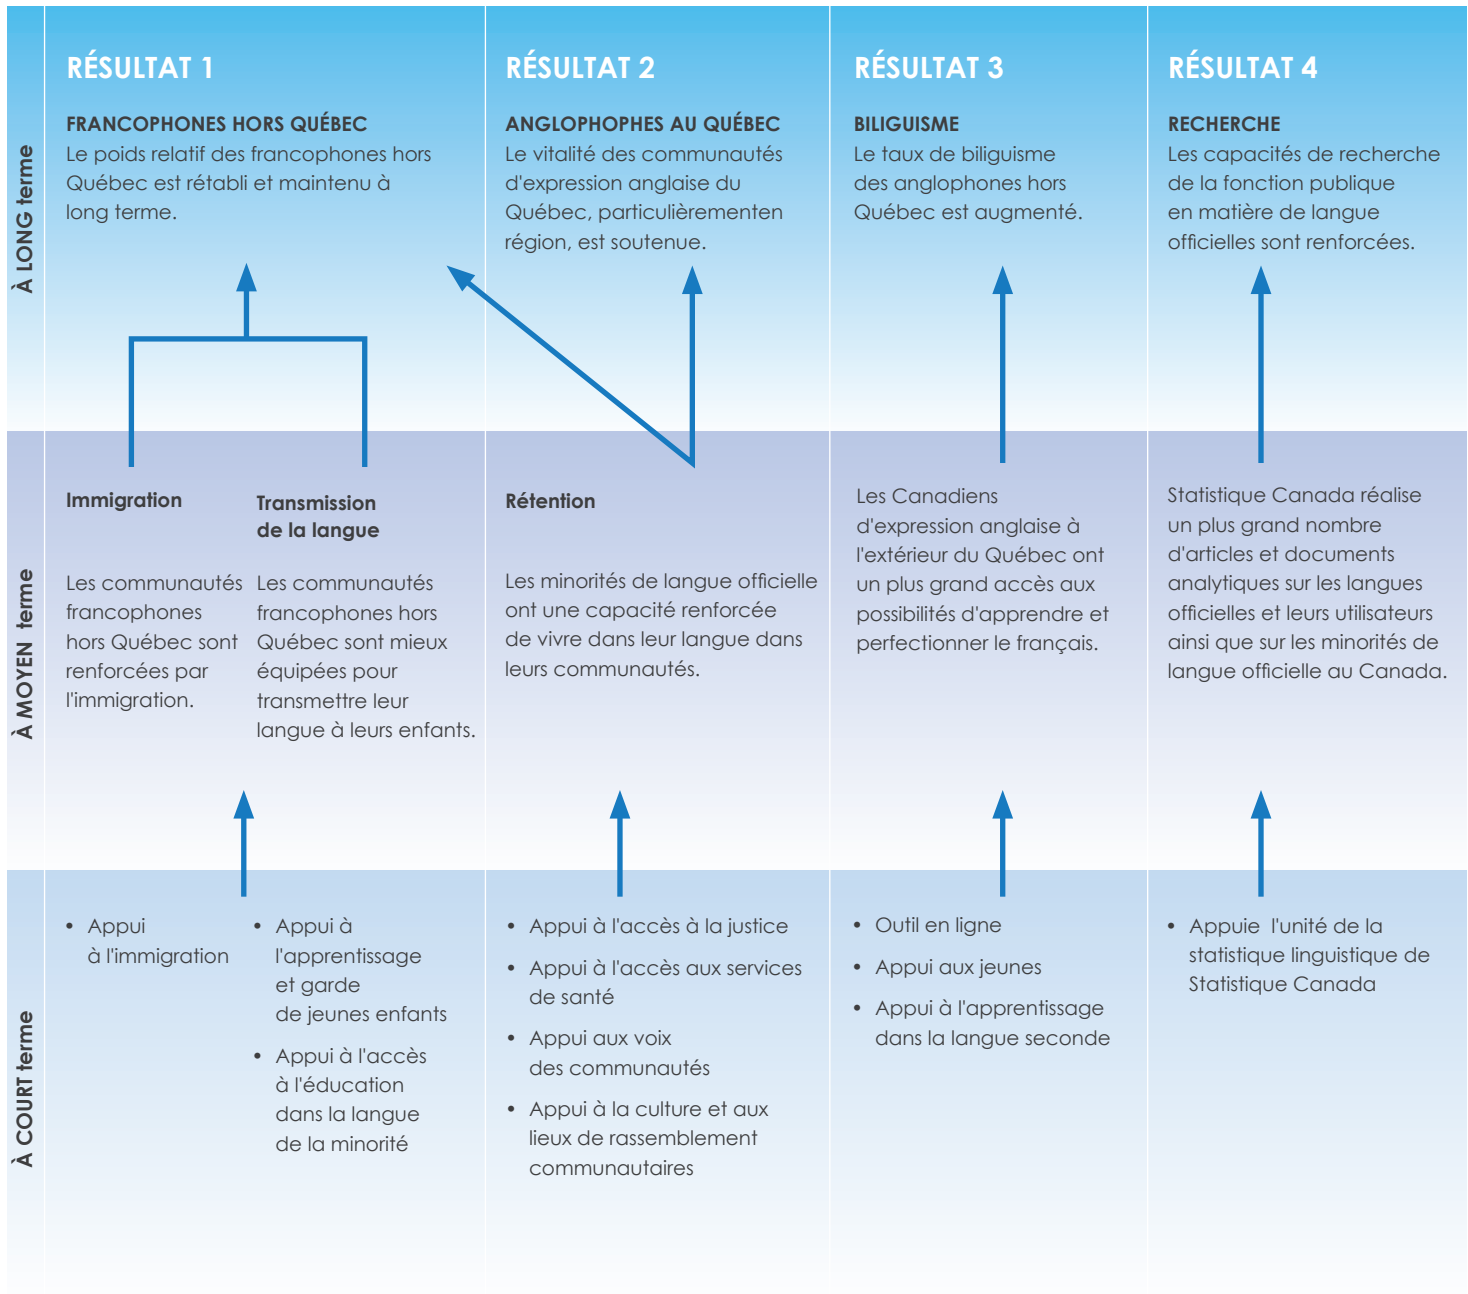 À LONG terme
RÉSULTAT 1
FRANCOPHONES HORS QUÉBEC
Le poids relatif des francophones hors
Québec est rétabli et maintenu à
long terme.
RÉSULTAT 2
ANGLOPHOPHES AU QUÉBEC
Le vitalité des communautés
d'expression anglaise du
Québec, particulièrementen
région, est soutenue.
RÉSULTAT 3
BILIGUISME
Le taux de biliguisme
des anglophones hors
Québec est augmenté.
RÉSULTAT 4
RECHERCHE
Les capacités de recherche
de la fonction publique
en matière de langue
officielles sont renforcées.
À MOYEN terme
Immigration
Les communautés
francophones
hors Québec sont
renforcées par
l'immigration.
Transmission
de la langue
Les communautés
francophones hors
Québec sont mieux
équipées pour
transmettre leur
langue à leurs enfants.
Rétention
Les minorités de langue officielle
ont une capacité renforcée
de vivre dans leur langue dans
leurs communautés.
Les Canadiens
d'expression anglaise à
l'extérieur du Québec ont
un plus grand accès aux
possibilités d'apprendre et
perfectionner le français.
Statistique Canada réalise
un plus grand nombre
d'articles et documents
analytiques sur les langues
officielles et leurs utilisateurs
ainsi que sur les minorités de
langue officielle au Canada.
À COURT terme
• Appui
à l'immigration
• Appui à
l'apprentissage
et garde
de jeunes enfants
• Appui à l'accès
à l'éducation
dans la langue
de la minorité
• Appui à l'accès à la justice
• Appui à l'accès aux services
de santé
• Appui aux voix
des communautés
• Appui à la culture et aux
lieux de rassemblement
communautaires
• Outil en ligne
• Appui aux jeunes
• Appui à l'apprentissage
dans la langue seconde
• Appuie l'unité de la
statistique linguistique de
Statistique Canada